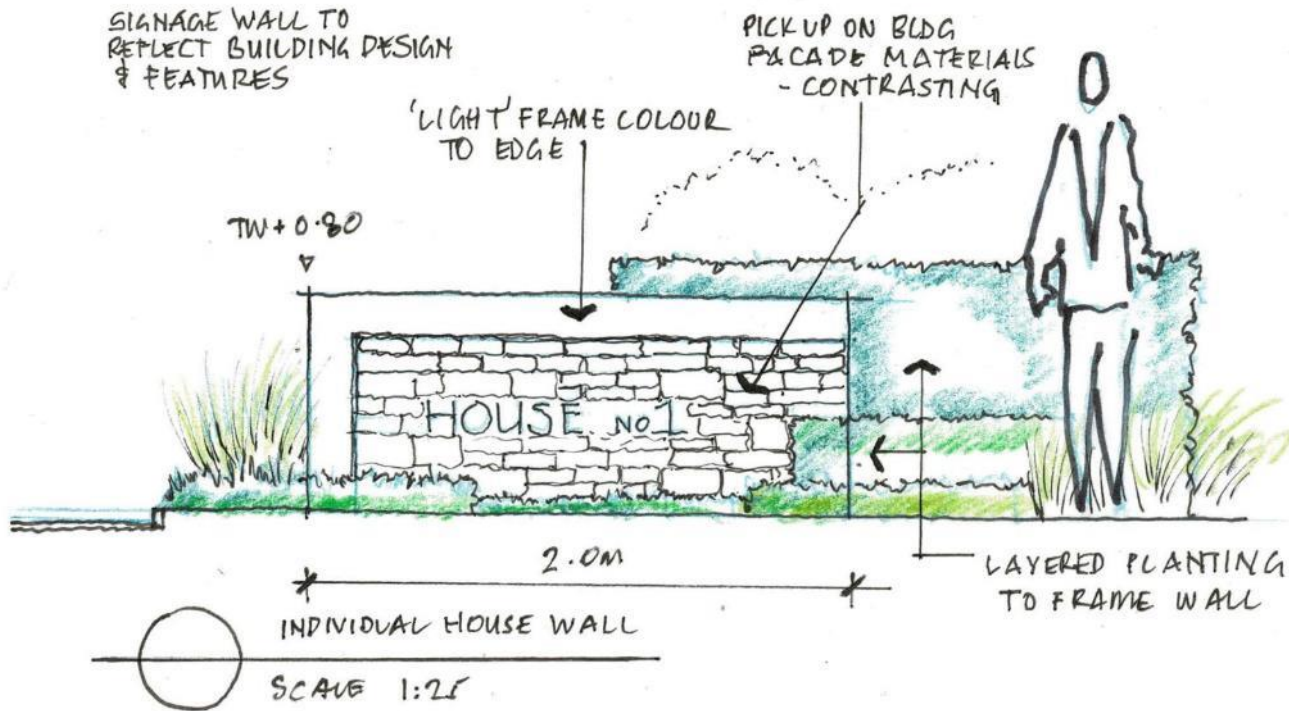 SIGNAGE WALL TO
REFLECT BUILDING DESIGN
& FEATURES
PICK UP ON BLDG
FACADE MATERIALS
- CONTRASTING
'LIGHT' FRAME COLOUR
TO EDGE
TW + 0.80
HOUSE No1
2.0M
LAYERED PLANTING
TO FRAME WALL
INDIVIDUAL HOUSE WALL
SCALE 1:25